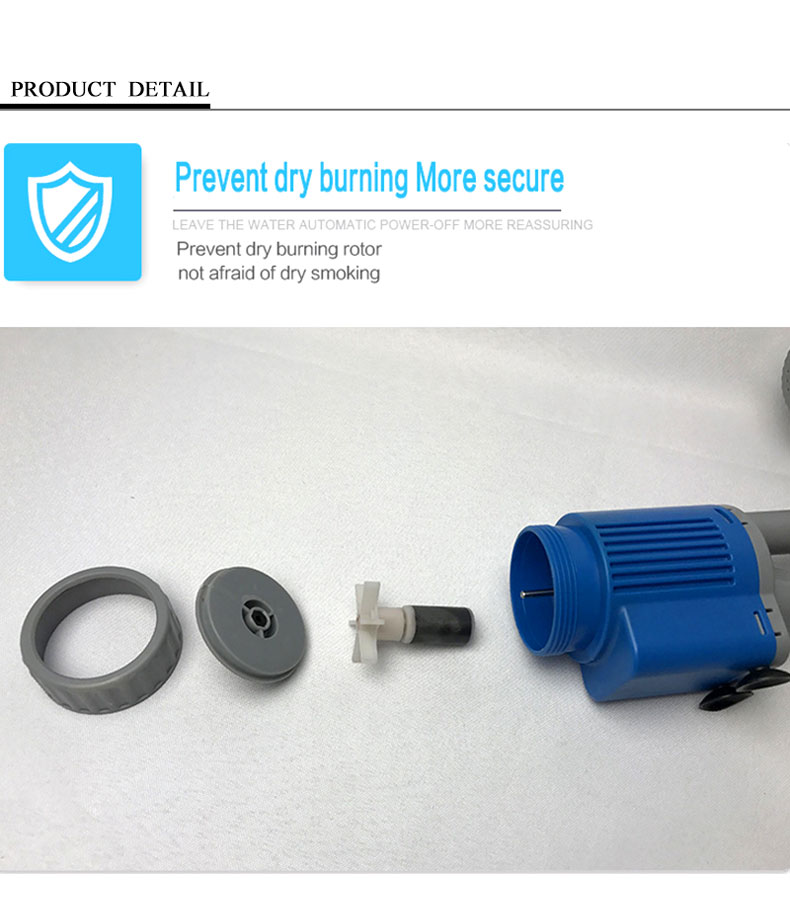 PRODUCT DETAIL
Prevent dry burning More secure
LEAVE THE WATER AUTOMATIC POWER-OFF MORE REASSURING
Prevent dry burning rotor
not afraid of dry smoking